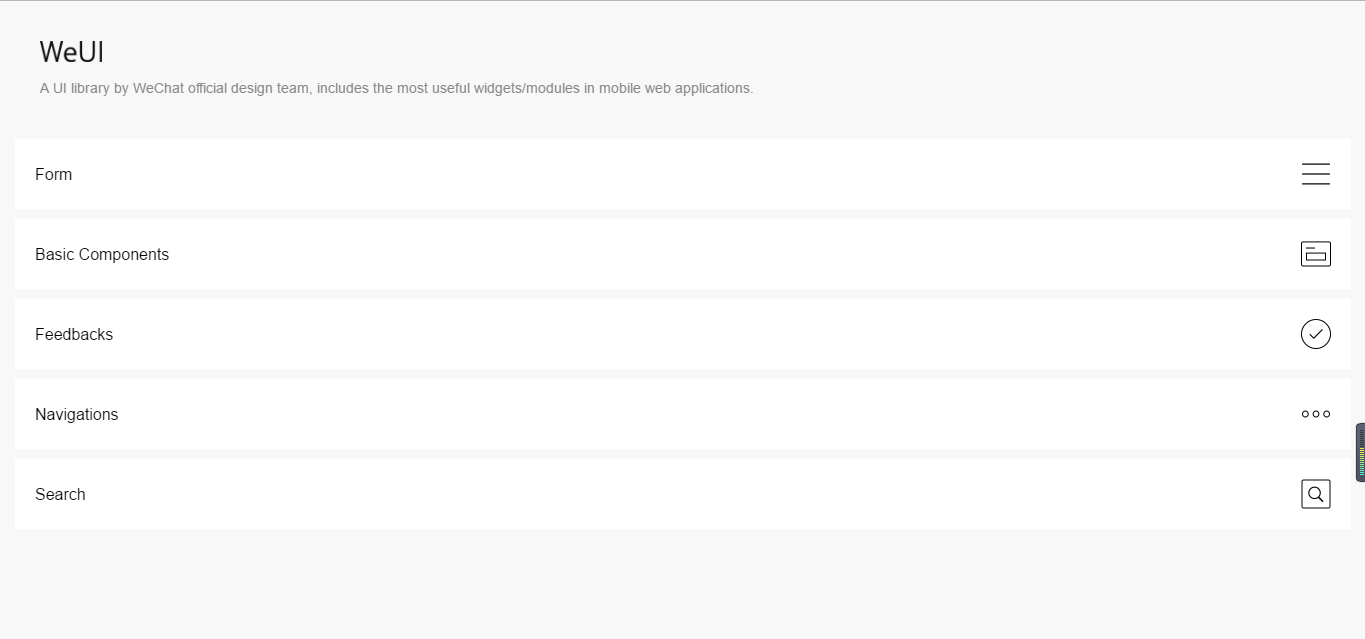 WeUI
A UI library by WeChat official design team, includes the most useful widgets/modules in mobile web applications.
Form
Basic Components
Feedbacks
Navigations
Search